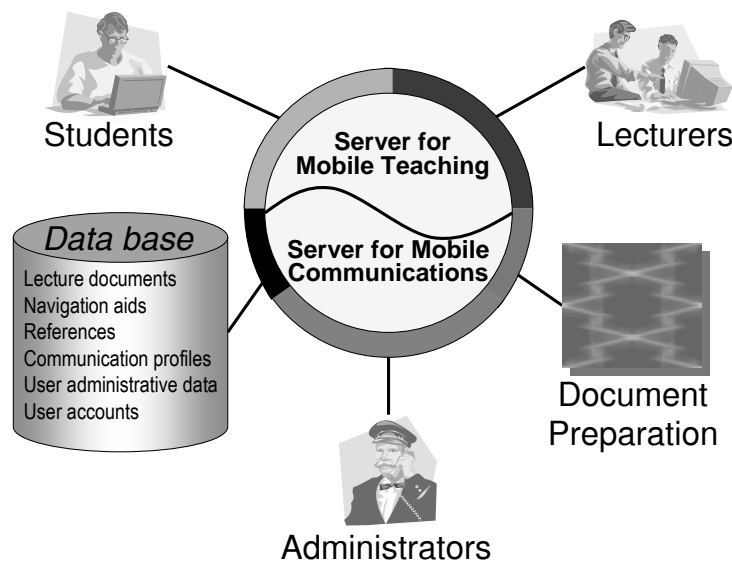 Students
Lecturers
Server for
Mobile Teaching
Server for Mobile
Communications
Data base
Lecture documents
Navigation aids
References
Communication profiles
User administrative data
User accounts
Document
Preparation
Administrators